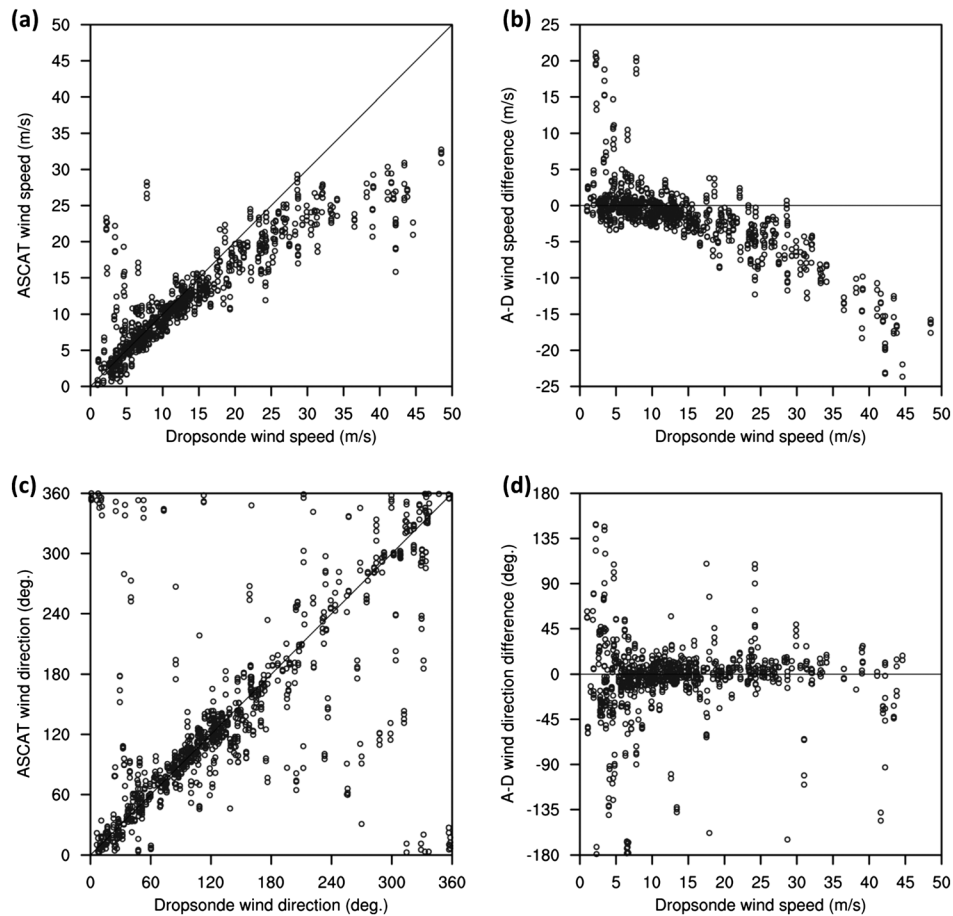 (a)
50
45
40
35
30
25
20
15
10
5
0
ASCAT wind speed (m/s)
0 5 10 15 20 25 30 35 40 45 50
Dropsonde wind speed (m/s)
(b)
25
20
15
10
5
0
-5
-10
-15
-20
-25
A-D wind speed difference (m/s)
0 5 10 15 20 25 30 35 40 45 50
Dropsonde wind speed (m/s)
(c)
360
300
240
180
120
60
0
ASCAT wind direction (deg.)
0 60 120 180 240 300 360
Dropsonde wind direction (deg.)
(d)
180
135
90
45
0
-45
-90
-135
-180
A-D wind direction difference (deg.)
0 5 10 15 20 25 30 35 40 45 50
Dropsonde wind speed (m/s)